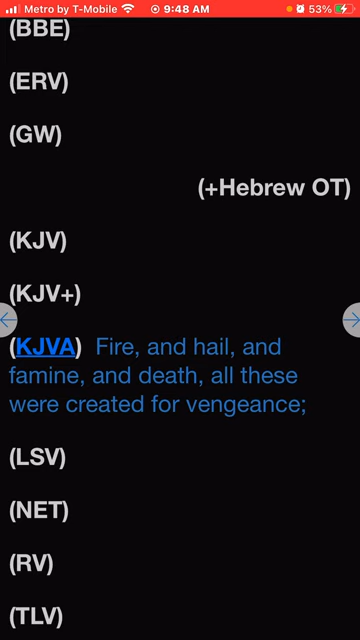 Metro by T-Mobile 9:48 AM 53%
(BBE)
(ERV)
(GW)
(+Hebrew OT)
(KJV)
(KJV+)
(KJVA) Fire, and hail, and
famine, and death, all these
were created for vengeance;
(LSV)
(NET)
(RV)
(TLV)